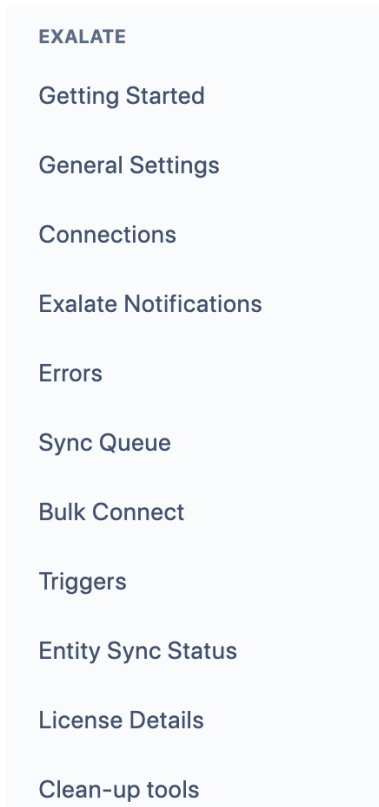 EXALATE
Getting Started
General Settings
Connections
Exalate Notifications
Errors
Sync Queue
Bulk Connect
Triggers
Entity Sync Status
License Details
Clean-up tools